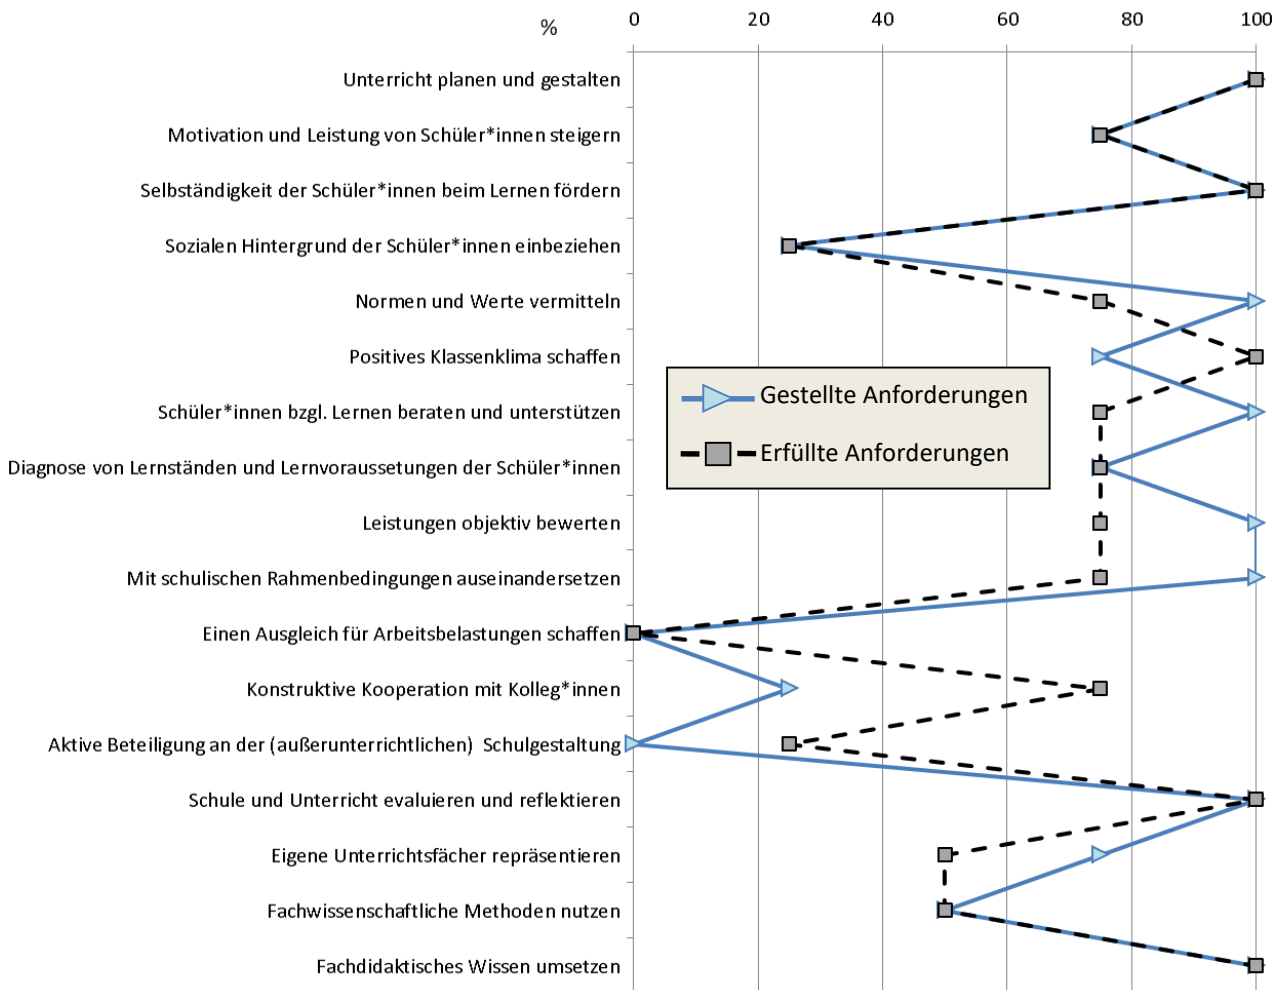 % 0 20 40 60 80 100
Unterricht planen und gestalten
Motivation und Leistung von Schüler*innen steigern
Selbständigkeit der Schüler*innen beim Lernen fördern
Sozialen Hintergrund der Schüler*innen einbeziehen
Normen und Werte vermitteln
Positives Klassenklima schaffen
Schüler*innen bzgl. Lernen beraten und unterstützen
Diagnose von Lernständen und Lernvoraussetungen der Schüler*innen
Leistungen objektiv bewerten
Mit schulischen Rahmenbedingungen auseinandersetzen
Einen Ausgleich für Arbeitsbelastungen schaffen
Konstruktive Kooperation mit Kolleg*innen
Aktive Beteiligung an der (außerunterrichtlichen) Schulgestaltung
Schule und Unterricht evaluieren und reflektieren
Eigene Unterrichtsfächer repräsentieren
Fachwissenschaftliche Methoden nutzen
Fachdidaktisches Wissen umsetzen
Gestellte Anforderungen
Erfüllte Anforderungen